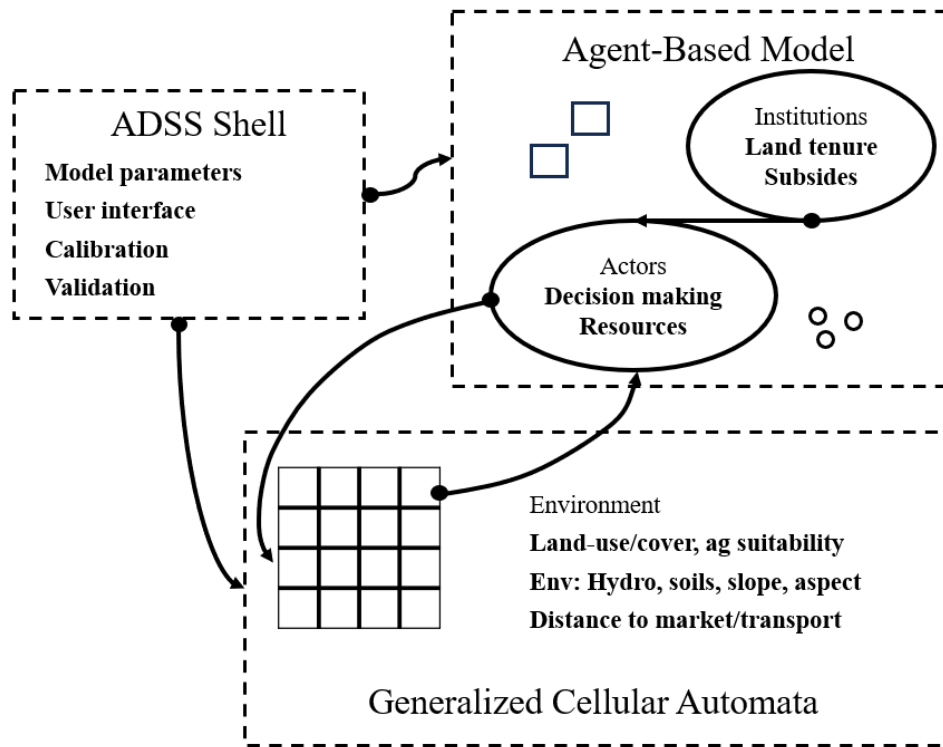 Agent-Based Model
ADSS Shell
Model parameters
User interface
Calibration
Validation
Institutions
Land tenure
Subsides
Actors
Decision making
Resources
Environment
Land-use/cover, ag suitability
Env: Hydro, soils, slope, aspect
Distance to market/transport
Generalized Cellular Automata